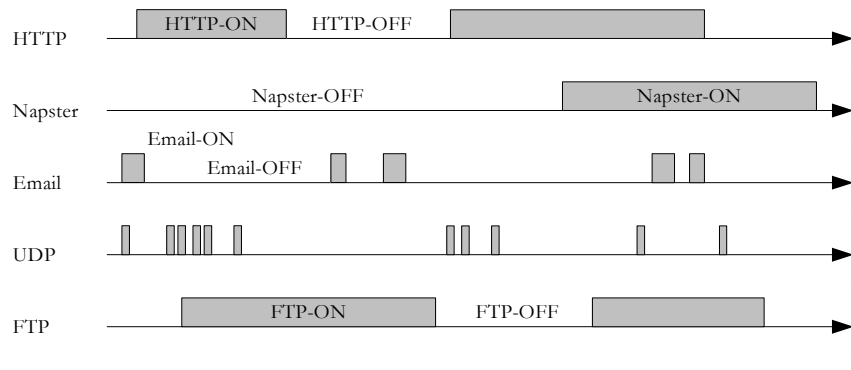 HTTP-ON HTTP-OFF
HTTP
Napster-OFF Napster-ON
Napster
Email-ON
Email-OFF
Email
UDP
FTP-ON FTP-OFF
FTP